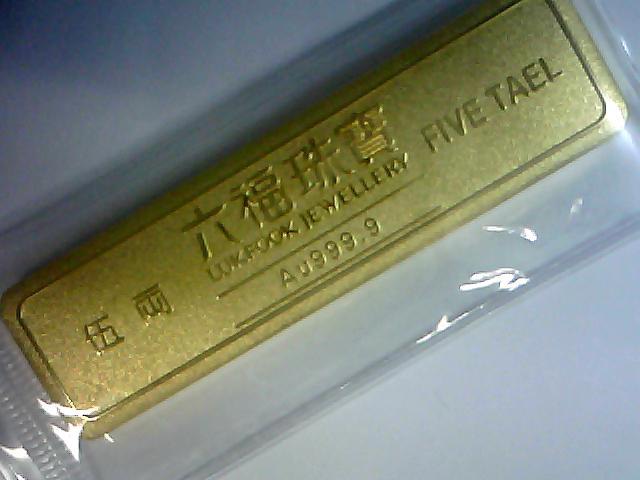 伍 両
六福珠寶
LUKFOOK JEWELLERY
Au999.9
FIVE TAEL